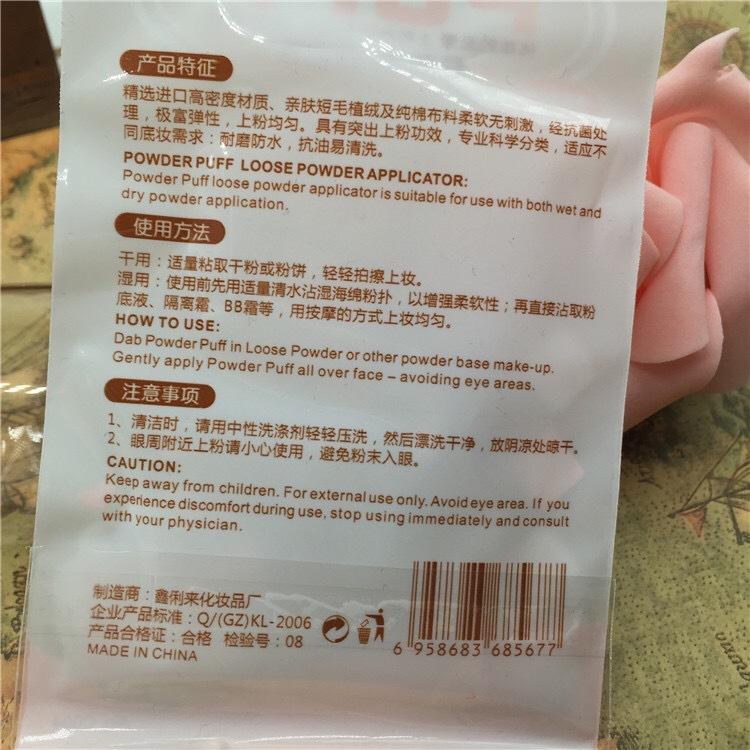 产品特征
精选进口高密度材质、亲肤短毛植绒及纯棉布料柔软无刺激，经抗菌处
理，极富弹性，上粉均匀。具有突出上粉功效，专业科学分类，适应不
同底妆需求：耐磨防水，抗油易清洗。
POWDER PUFF LOOSE POWDER APPLICATOR:
Powder Puff loose powder applicator is suitable for use with both wet and
dry powder application.
使用方法
干用：适量粘取干粉或粉饼，轻轻拍擦上妆。
湿用：使用前先用适量清水沾湿海绵粉扑，以增强柔软性；再直接沾取粉
底液、隔离霜、BB霜等，用按摩的方式上妆均匀。
HOW TO USE:
Dab Powder Puff in Loose Powder or other powder base make-up.
Gently apply Powder Puff all over face – avoiding eye areas.
注意事项
1、清洁时，请用中性洗涤剂轻轻压洗，然后漂洗干净，放阴凉处晾干。
2、眼周附近上粉请小心使用，避免粉末入眼。
CAUTION:
Keep away from children. For external use only. Avoid eye area. If you
experience discomfort during use, stop using immediately and consult
with your physician.
制造商：鑫利来化妆品厂
企业产品标准：Q/(GZ)KL-2006
产品合格证：合格 检验号：08
MADE IN CHINA
6 958683 685677